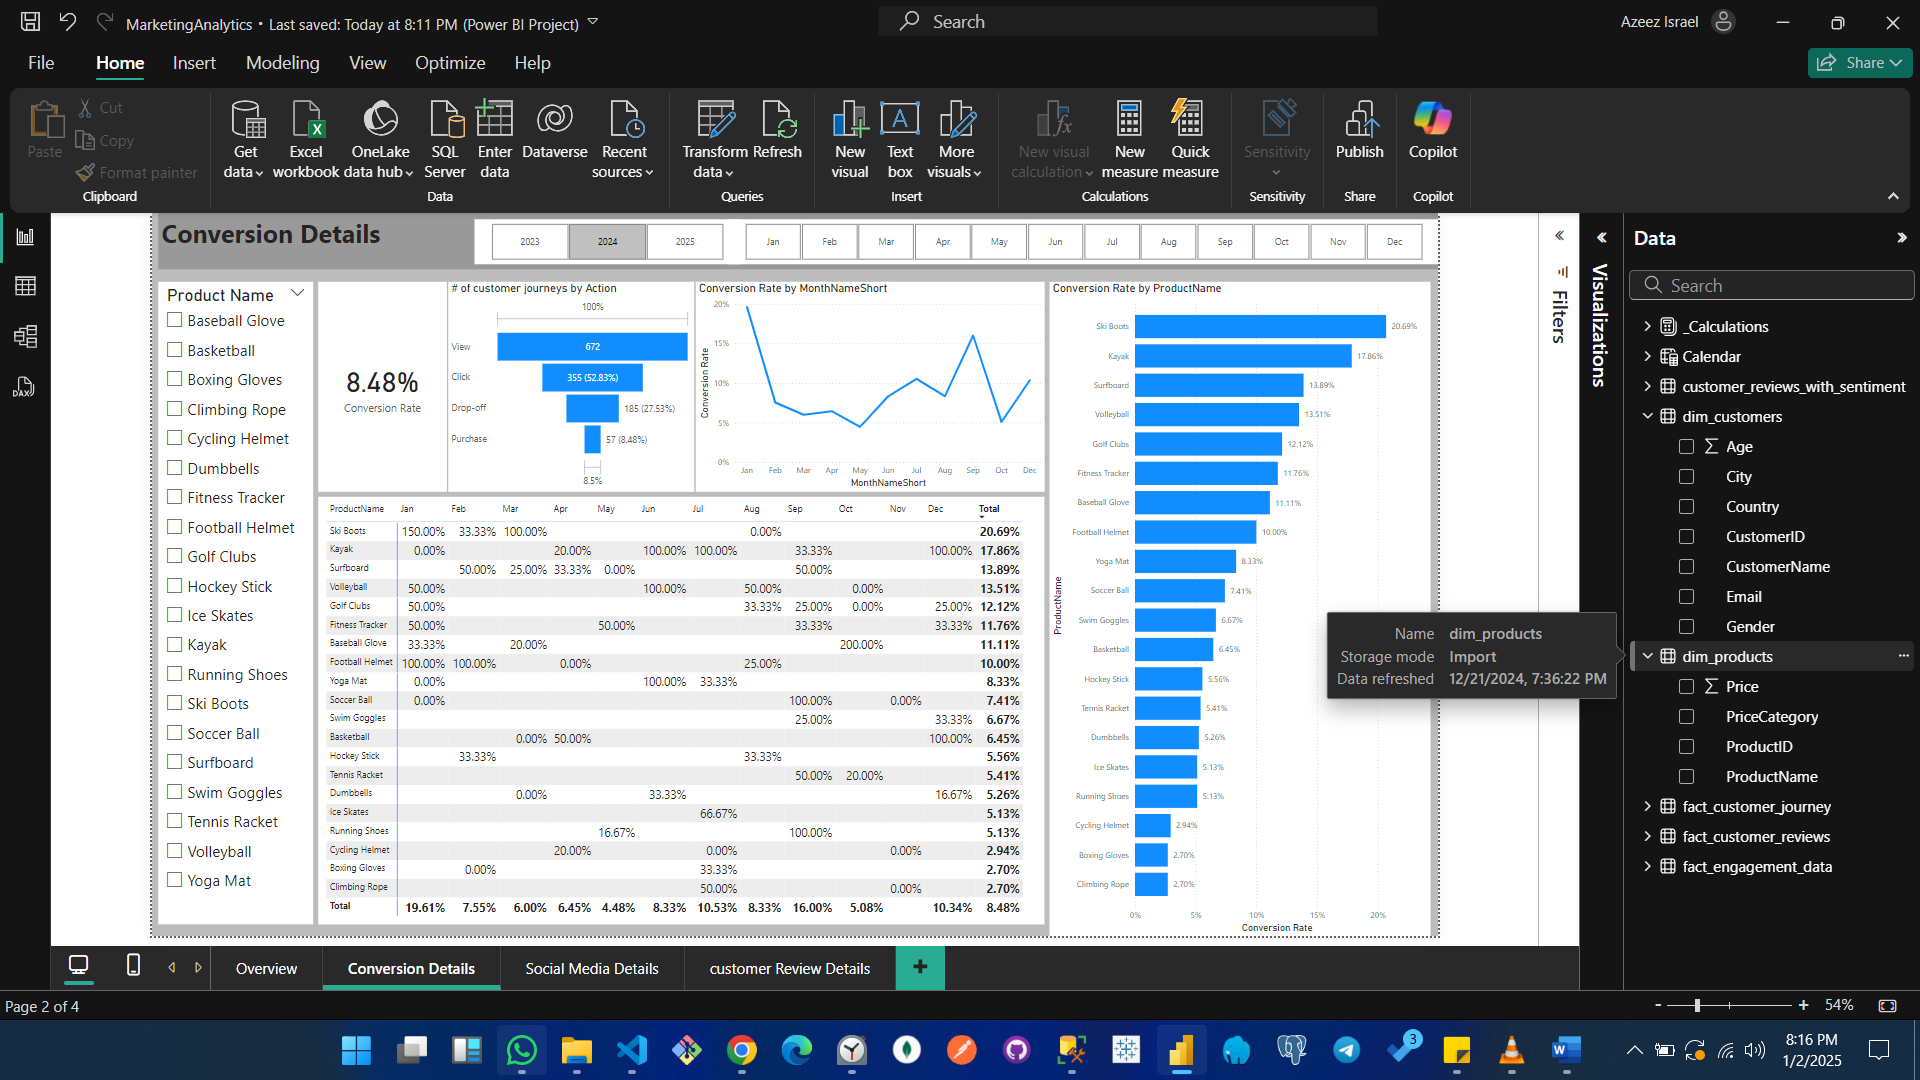 MarketingAnalytics • Last saved: Today at 8:11 PM (Power BI Project)
Search
Azeez Israel
File Home Insert Modeling View Optimize Help
Share
Paste
Cut
Copy
Format painter
Clipboard
Get data
Excel workbook
OneLake data hub
SQL Server
Enter data
Dataverse
Recent sources
Data
Transform data
Refresh
Queries
New visual
Text box
More visuals
Insert
New visual calculation
New measure
Quick measure
Calculations
Sensitivity
Sensitivity
Publish
Share
Copilot
Copilot
Conversion Details
2023 2024 2025
Jan Feb Mar Apr May Jun Jul Aug Sep Oct Nov Dec
Product Name
Baseball Glove
Basketball
Boxing Gloves
Climbing Rope
Cycling Helmet
Dumbbells
Fitness Tracker
Football Helmet
Golf Clubs
Hockey Stick
Ice Skates
Kayak
Running Shoes
Ski Boots
Soccer Ball
Surfboard
Swim Goggles
Tennis Racket
Volleyball
Yoga Mat
8.48%
Conversion Rate
# of customer journeys by Action
100%
View 672
Click 355 (52.83%)
Drop-off 185 (27.53%)
Purchase 57 (8.48%)
8.5%
Conversion Rate by MonthNameShort
Conversion Rate
20%
15%
10%
5%
0%
Jan Feb Mar Apr May Jun Jul Aug Sep Oct Dec
MonthNameShort
ProductName Jan Feb Mar Apr May Jun Jul Aug Sep Oct Nov Dec Total
Ski Boots 150.00% 33.33% 100.00% 0.00% 20.69%
Kayak 0.00% 20.00% 100.00% 100.00% 33.33% 100.00% 17.86%
Surfboard 50.00% 25.00% 33.33% 0.00% 50.00% 13.89%
Volleyball 50.00% 100.00% 50.00% 0.00% 13.51%
Golf Clubs 50.00% 33.33% 25.00% 0.00% 25.00% 12.12%
Fitness Tracker 50.00% 50.00% 33.33% 33.33% 11.76%
Baseball Glove 33.33% 20.00% 200.00% 11.11%
Football Helmet 100.00% 100.00% 0.00% 25.00% 10.00%
Yoga Mat 0.00% 100.00% 33.33% 8.33%
Soccer Ball 0.00% 100.00% 0.00% 7.41%
Swim Goggles 25.00% 33.33% 6.67%
Basketball 0.00% 50.00% 100.00% 6.45%
Hockey Stick 33.33% 33.33% 5.56%
Tennis Racket 50.00% 20.00% 5.41%
Dumbbells 0.00% 33.33% 16.67% 5.26%
Ice Skates 66.67% 5.13%
Running Shoes 16.67% 100.00% 5.13%
Cycling Helmet 20.00% 0.00% 0.00% 2.94%
Boxing Gloves 0.00% 33.33% 2.70%
Climbing Rope 50.00% 0.00% 2.70%
Total 19.61% 7.55% 6.00% 6.45% 4.48% 8.33% 10.53% 8.33% 16.00% 5.08% 10.34% 8.48%
Conversion Rate by ProductName
ProductName
Ski Boots 20.69%
Kayak 17.86%
Surfboard 13.89%
Volleyball 13.51%
Golf Clubs 12.12%
Fitness Tracker 11.76%
Baseball Glove 11.11%
Football Helmet 10.00%
Yoga Mat 8.33%
Soccer Ball 7.41%
Swim Goggles 6.67%
Basketball 6.45%
Hockey Stick 5.56%
Tennis Racket 5.41%
Dumbbells 5.26%
Ice Skates 5.13%
Running Shoes 5.13%
Cycling Helmet 2.94%
Boxing Gloves 2.70%
Climbing Rope 2.70%
0% 5% 10% 15% 20%
Conversion Rate
Name dim_products
Storage mode Import
Data refreshed 12/21/2024, 7:36:22 PM
Filters
Visualizations
Data
Search
_Calculations
Calendar
customer_reviews_with_sentiment
dim_customers
Age
City
Country
CustomerID
CustomerName
Email
Gender
dim_products
Price
PriceCategory
ProductID
ProductName
fact_customer_journey
fact_customer_reviews
fact_engagement_data
DAX
Overview
Conversion Details
Social Media Details
customer Review Details
Page 2 of 4
54%
3
8:16 PM
1/2/2025